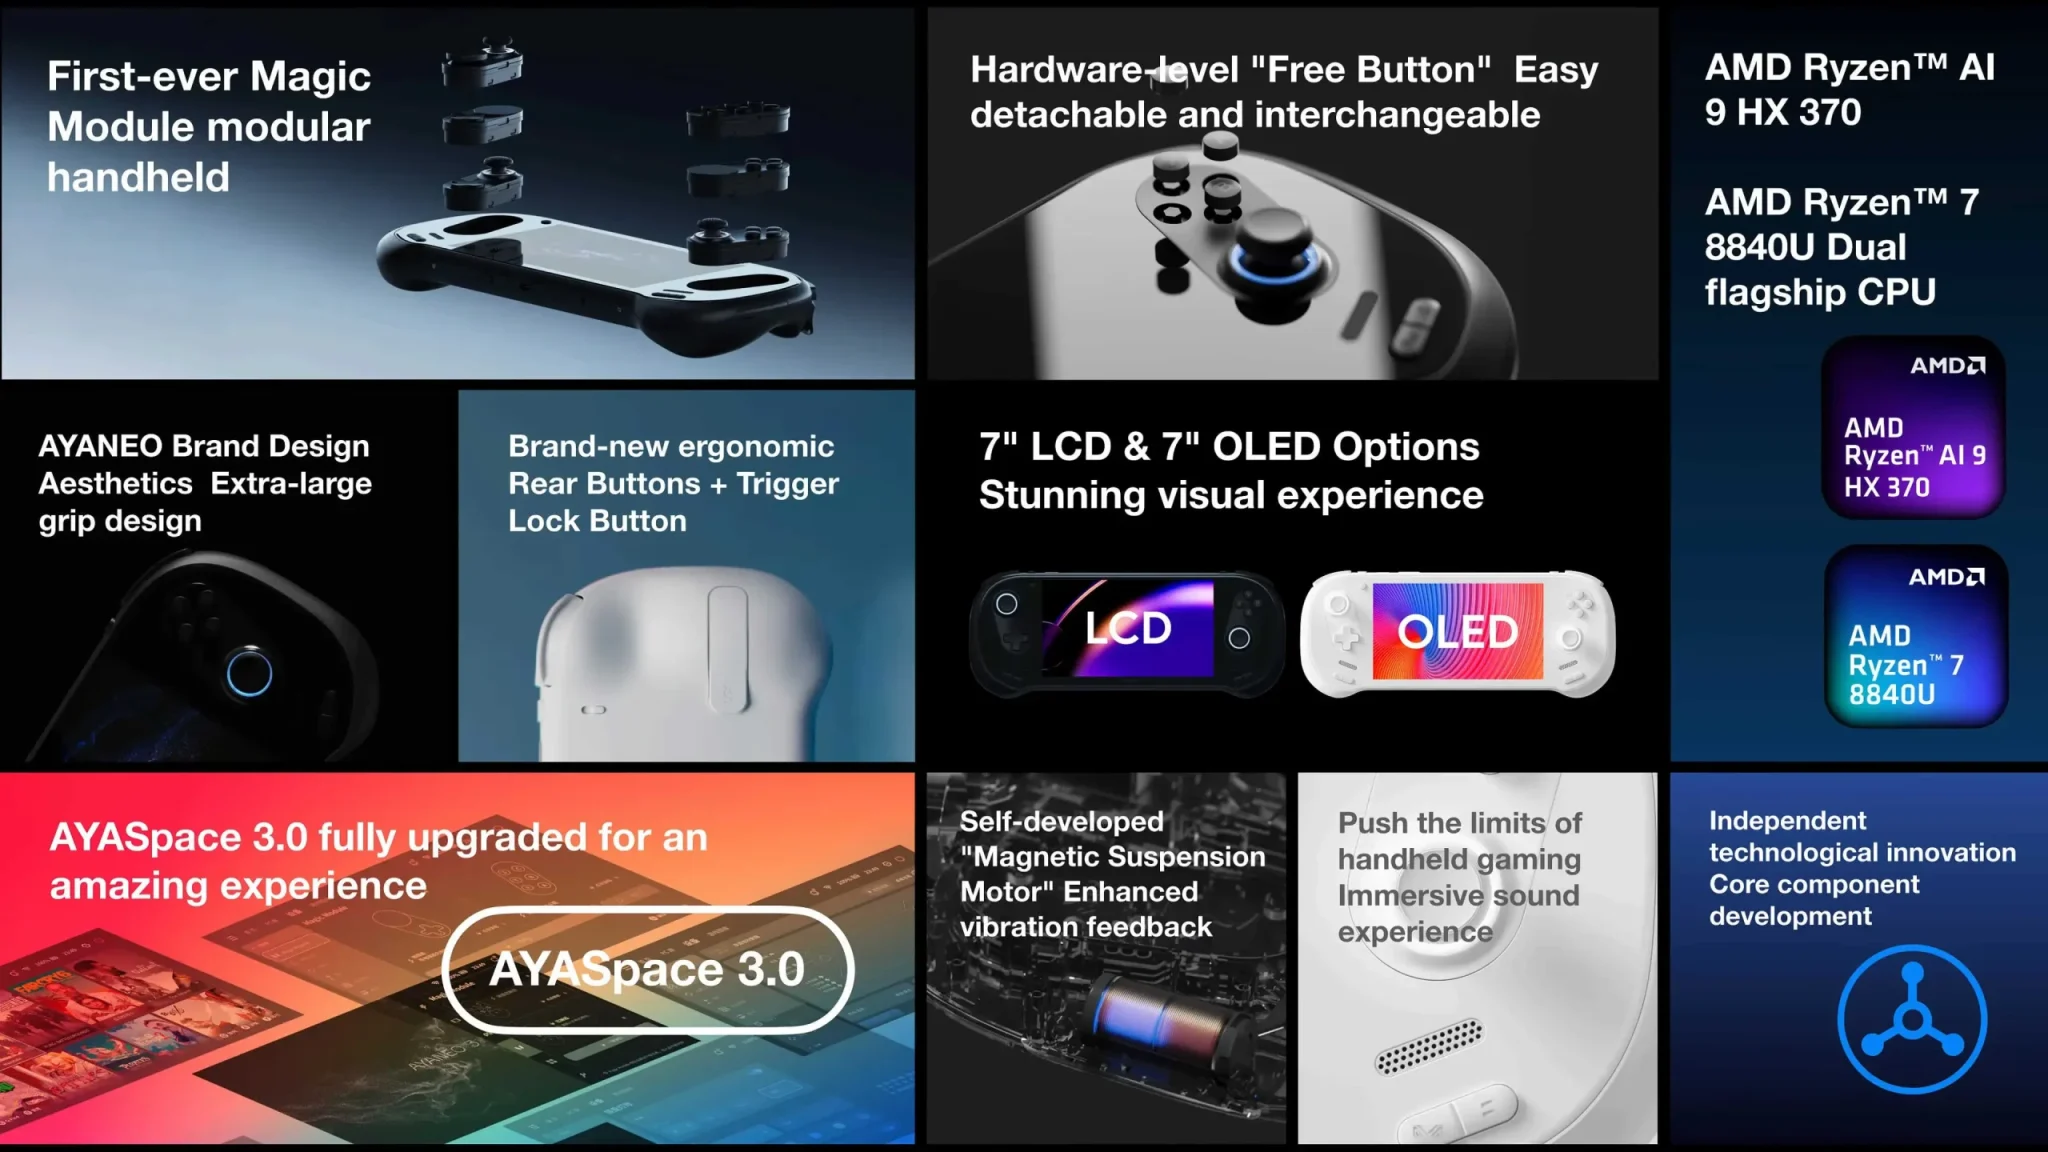 First-ever Magic
Module modular
handheld
Hardware-level "Free Button"  Easy
detachable and interchangeable
AMD Ryzen™ AI
9 HX 370
AMD Ryzen™ 7
8840U Dual
flagship CPU
AMD
AMD
Ryzen™ AI 9
HX 370
AMD
AMD
Ryzen™ 7
8840U
AYANEO Brand Design
Aesthetics  Extra-large
grip design
Brand-new ergonomic
Rear Buttons + Trigger
Lock Button
7" LCD & 7" OLED Options
Stunning visual experience
LCD
OLED
AYASpace 3.0 fully upgraded for an
amazing experience
AYASpace 3.0
Magic Module
AYANEO 3
Self-developed
"Magnetic Suspension
Motor" Enhanced
vibration feedback
Push the limits of
handheld gaming
Immersive sound
experience
Independent
technological innovation
Core component
development